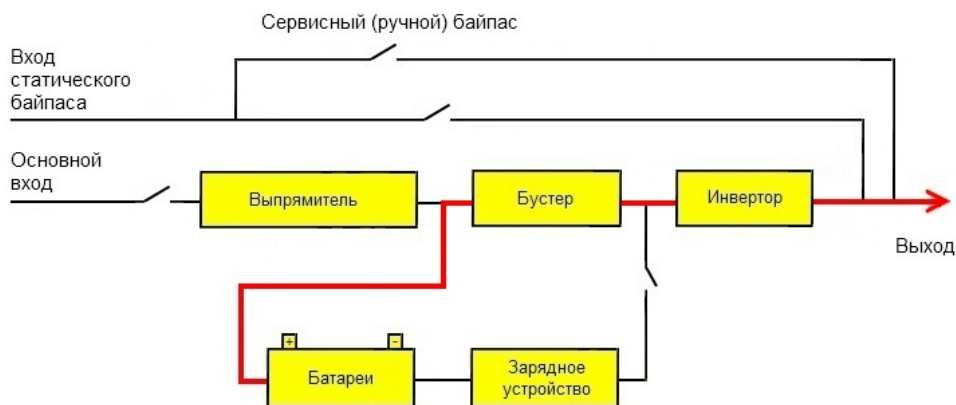 Сервисный (ручной) байпас
Вход
статического
байпаса
Основной
вход
Выпрямитель
Бустер
Инвертор
Выход
+
-
Батареи
Зарядное
устройство